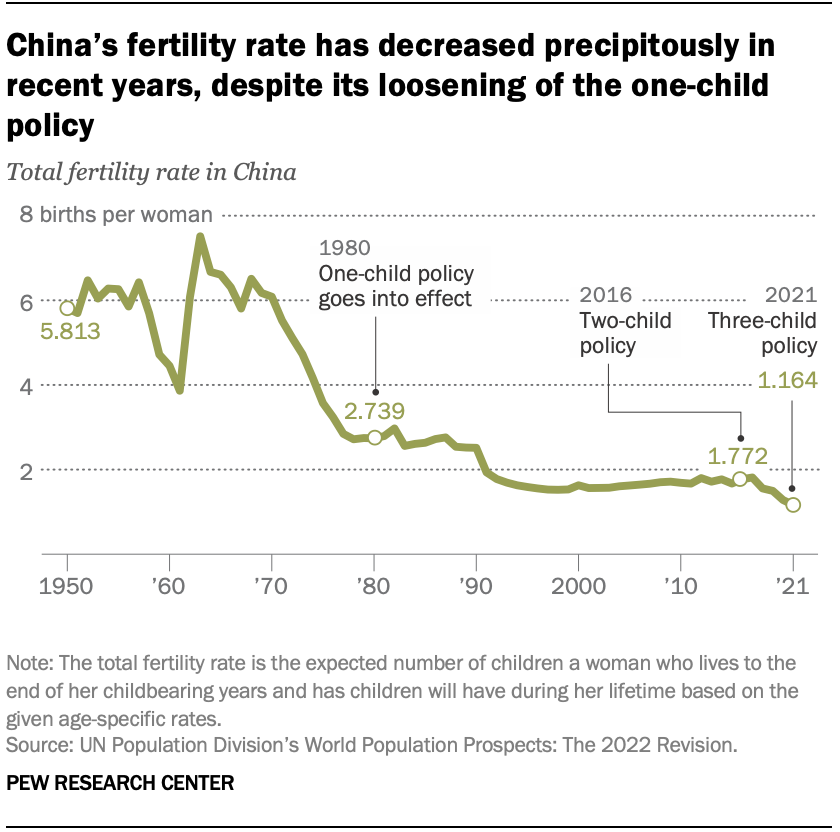 China’s fertility rate has decreased precipitously in
recent years, despite its loosening of the one-child
policy
Total fertility rate in China
8 births per woman
1980
One-child policy
goes into effect
6
2016
2021
5.813
Two-child
policy
Three-child
policy
4
1.164
2.739
1.772
2
1950
’60
’70
’80
’90
2000
’10
’21
Note: The total fertility rate is the expected number of children a woman who lives to the
end of her childbearing years and has children will have during her lifetime based on the
given age-specific rates.
Source: UN Population Division’s World Population Prospects: The 2022 Revision.
PEW RESEARCH CENTER